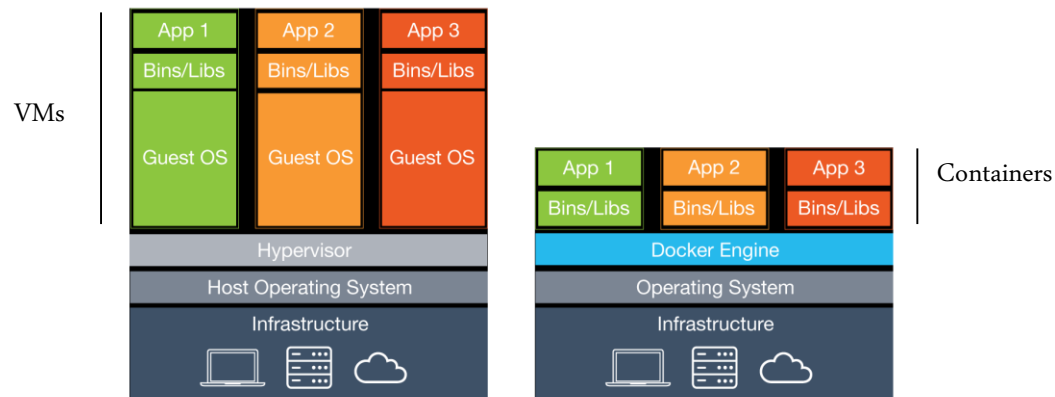 VMs
App 1
App 2
App 3
Bins/Libs
Bins/Libs
Bins/Libs
Guest OS
Guest OS
Guest OS
Hypervisor
Host Operating System
Infrastructure
App 1
App 2
App 3
Bins/Libs
Bins/Libs
Bins/Libs
Docker Engine
Operating System
Infrastructure
Containers